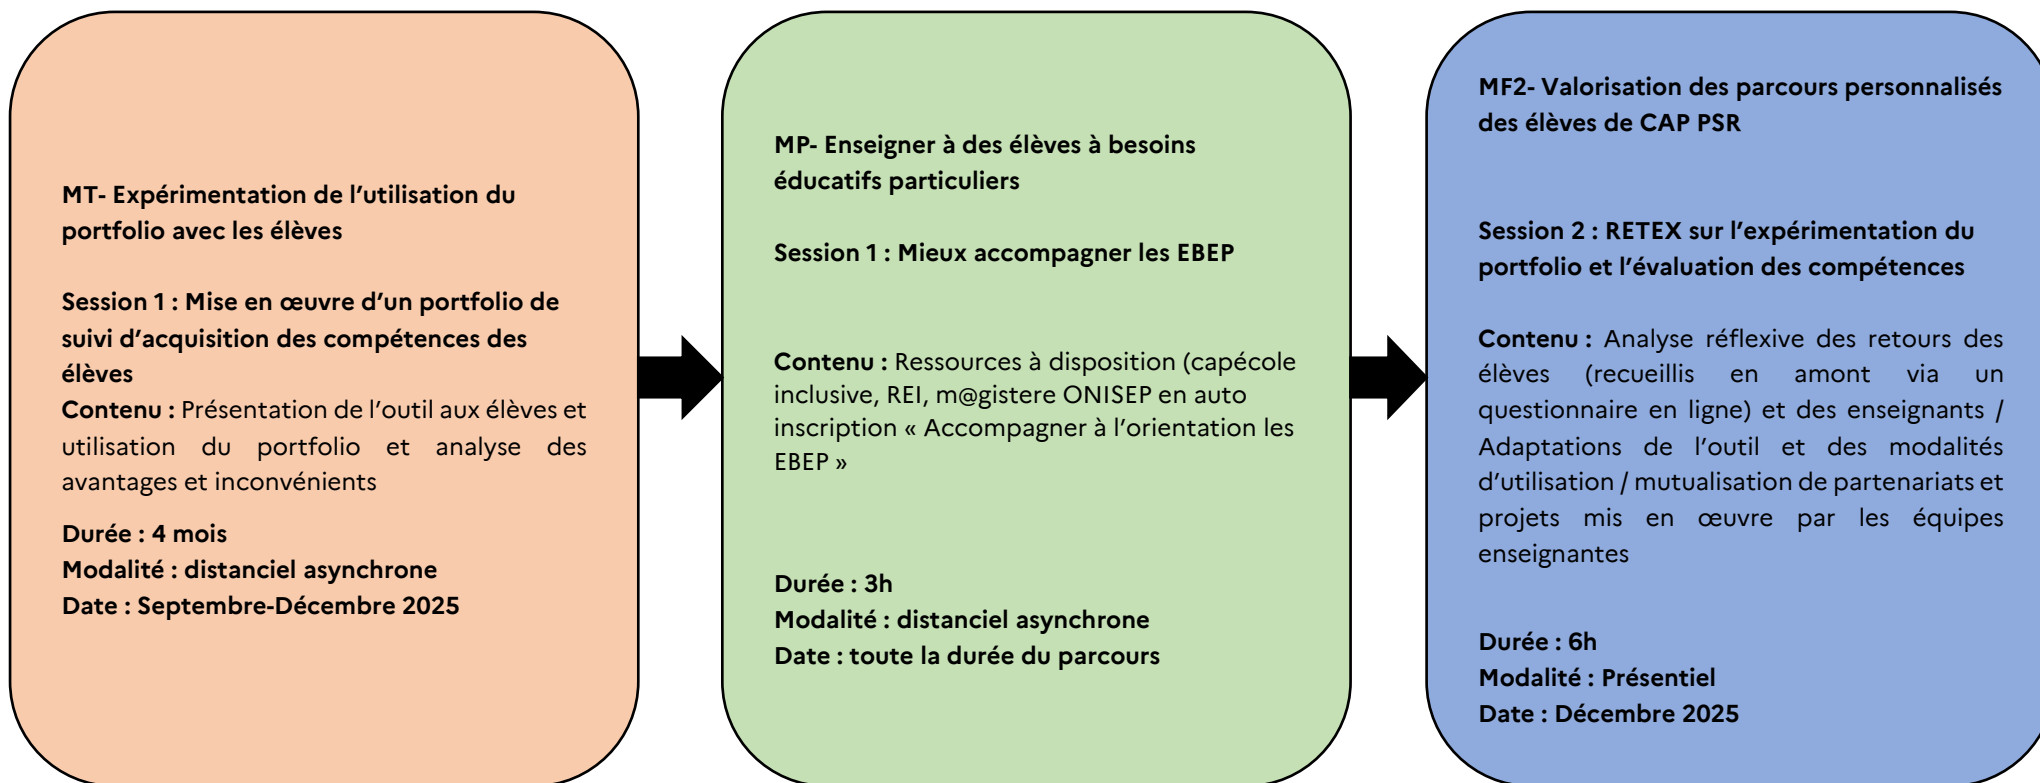 MT- Expérimentation de l’utilisation du
portfolio avec les élèves
Session 1 : Mise en œuvre d’un portfolio de
suivi d’acquisition des compétences des
élèves
Contenu : Présentation de l’outil aux élèves et
utilisation du portfolio et analyse des
avantages et inconvénients
Durée : 4 mois
Modalité : distanciel asynchrone
Date : Septembre-Décembre 2025
MP- Enseigner à des élèves à besoins
éducatifs particuliers
Session 1 : Mieux accompagner les EBEP
Contenu : Ressources à disposition (capécole
inclusive, REI, m@gistere ONISEP en auto
inscription « Accompagner à l’orientation les
EBEP »
Durée : 3h
Modalité : distanciel asynchrone
Date : toute la durée du parcours
MF2- Valorisation des parcours personnalisés
des élèves de CAP PSR
Session 2 : RETEX sur l’expérimentation du
portfolio et l’évaluation des compétences
Contenu : Analyse réflexive des retours des
élèves (recueillis en amont via un
questionnaire en ligne) et des enseignants /
Adaptations de l’outil et des modalités
d’utilisation / mutualisation de partenariats et
projets mis en œuvre par les équipes
enseignantes
Durée : 6h
Modalité : Présentiel
Date : Décembre 2025